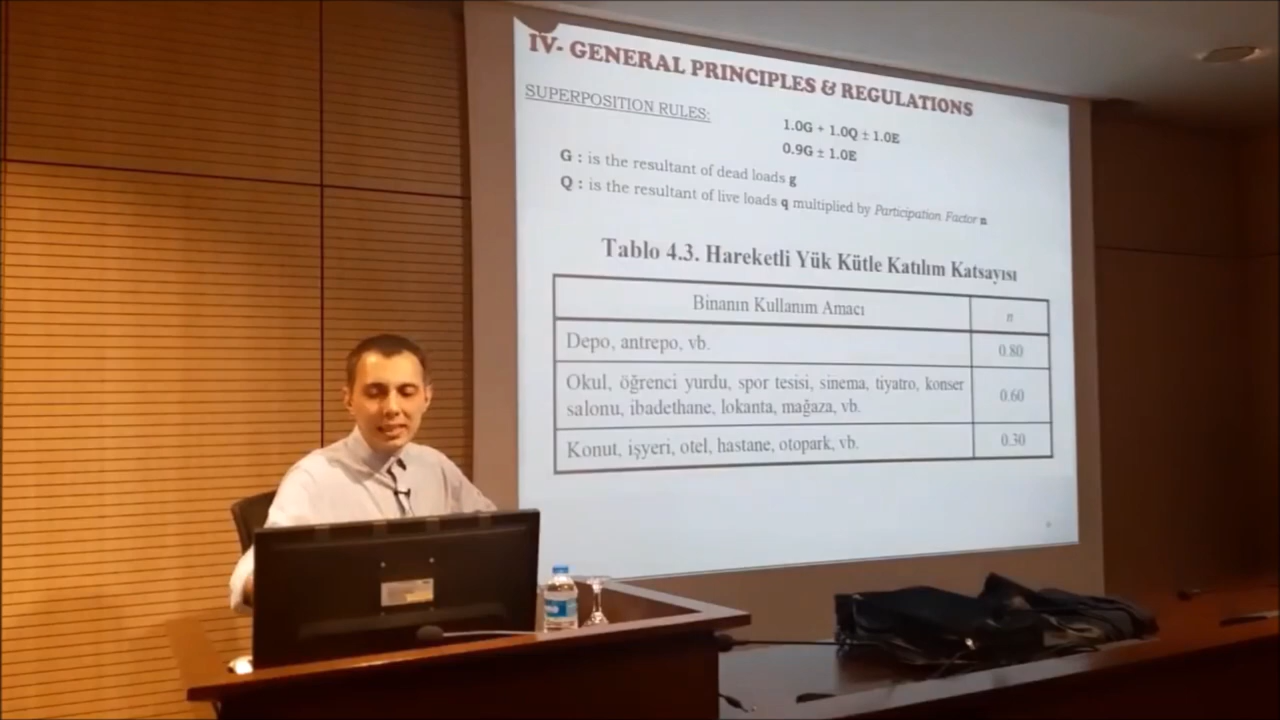 IV- GENERAL PRINCIPLES & REGULATIONS
SUPERPOSITION RULES:
1.0G + 1.0Q ± 1.0E
0.9G ± 1.0E
G : is the resultant of dead loads g
Q : is the resultant of live loads q multiplied by Participation Factor n
Tablo 4.3. Hareketli Yük Kütle Katılım Katsayısı
Binanın Kullanım Amacı n
Depo, antrepo, vb. 0.80
Okul, öğrenci yurdu, spor tesisi, sinema, tiyatro, konser
salonu, ibadethane, lokanta, mağaza, vb. 0.60
Konut, işyeri, otel, hastane, otopark, vb. 0.30